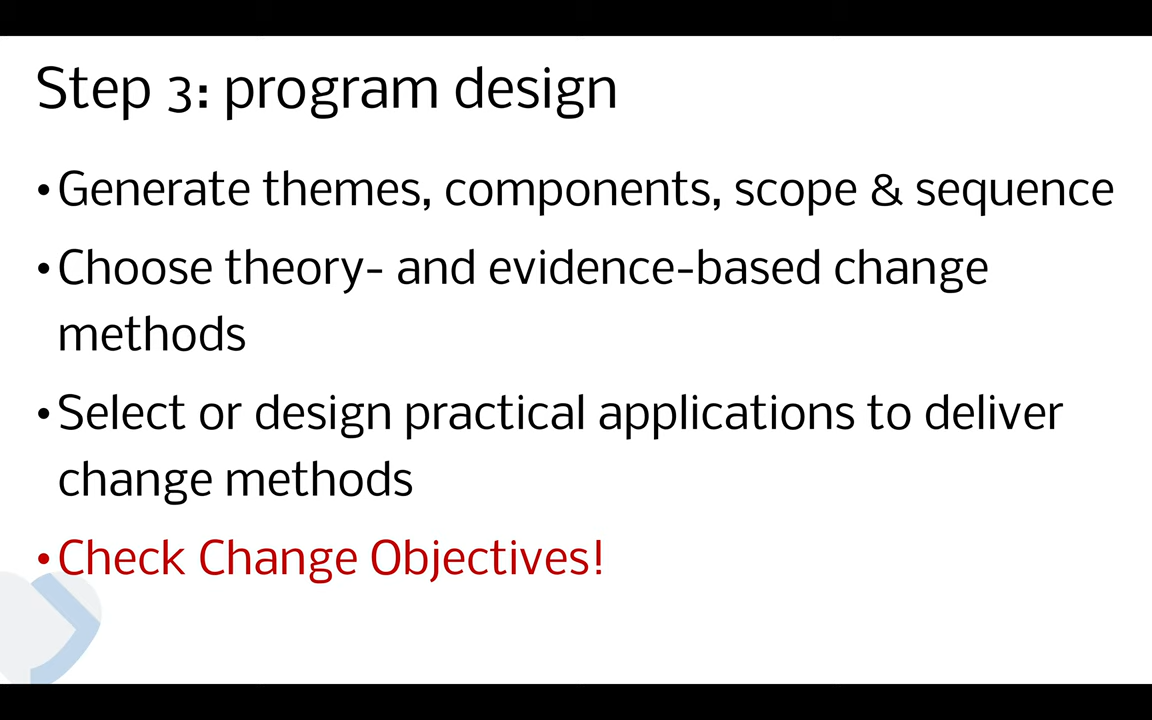 Step 3: program design
• Generate themes, components, scope & sequence
• Choose theory- and evidence-based change
methods
• Select or design practical applications to deliver
change methods
• Check Change Objectives!